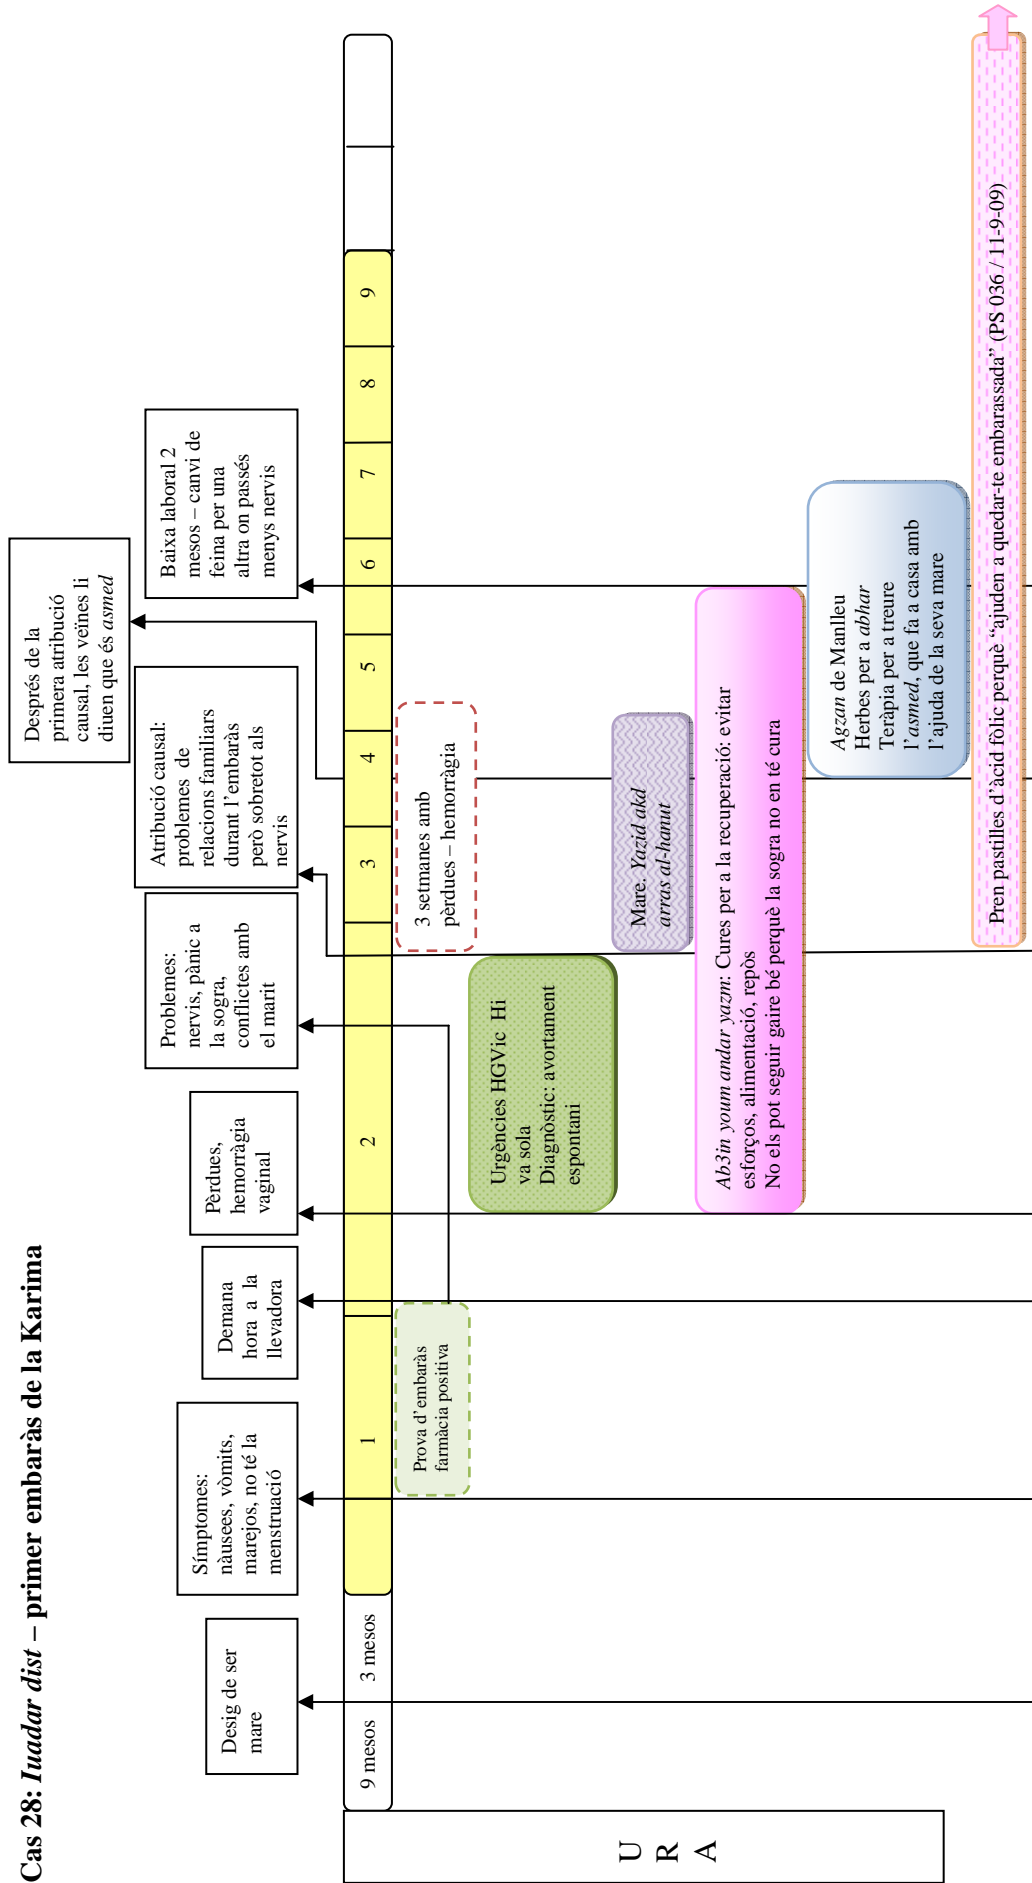 Cas 28: Iuadar dist – primer embaràs de la Karima
Desig de ser
mare
Símptomes:
nàusees, vòmits,
marejos, no té la
menstruació
Demana
hora a la
llevadora
Pèrdues,
hemorràgia
vaginal
Problemes:
nervis, pànic a
la sogra,
conflictes amb
el marit
Atribució causal:
problemes de
relacions familiars
durant l'embaràs
però sobretot als
nervis
Després de la
primera atribució
causal, les veïnes li
diuen que és asmed
Baixa laboral 2
mesos – canvi de
feina per una
altra on passés
menys nervis
9 mesos
3 mesos
1
2
3
4
5
6
7
8
9
Prova d'embaràs
farmàcia positiva
3 setmanes amb
pèrdues – hemorràgia
Urgències HGVic Hi
va sola
Diagnòstic: avortament
espontani
Mare. Yazid akd
arras al-hanut
Ab3in youm andar yazm: Cures per a la recuperació: evitar
esforços, alimentació, repòs
No els pot seguir gaire bé perquè la sogra no en té cura
Agzan de Manlleu
Herbes per a abhar
Teràpia per a treure
l'asmed, que fa a casa amb
l'ajuda de la seva mare
Pren pastilles d'àcid fòlic perquè "ajuden a quedar-te embarassada" (PS 036 / 11-9-09)
U
R
A